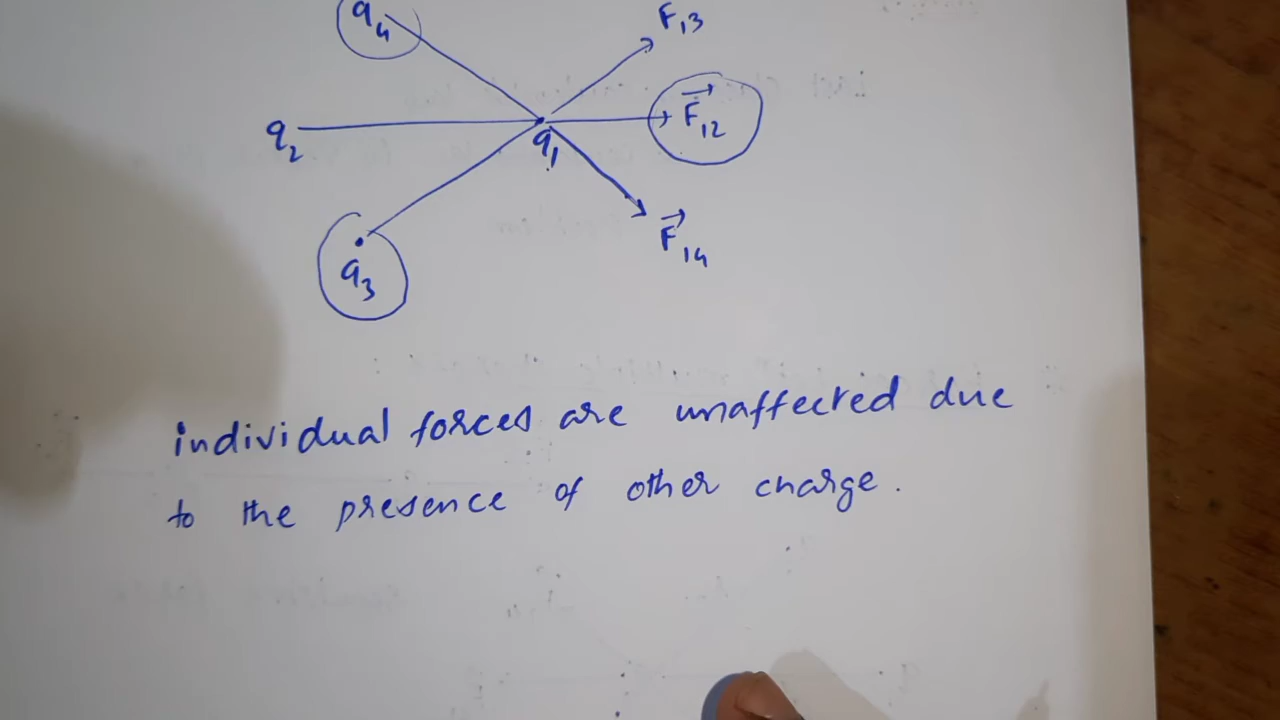 q4
F13
q2
q1
F12
q3
F14
individual forces are unaffected due
to the presence of other charge.